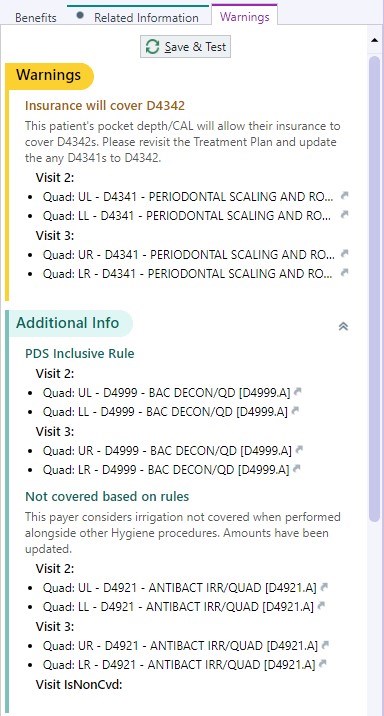 Benefits
Related Information
Warnings
Save & Test
Warnings
Insurance will cover D4342
This patient's pocket depth/CAL will allow their insurance to
cover D4342s. Please revisit the Treatment Plan and update
the any D4341s to D4342.
Visit 2:
• Quad: UL - D4341 - PERIODONTAL SCALING AND RO...
• Quad: LL - D4341 - PERIODONTAL SCALING AND RO...
Visit 3:
• Quad: UR - D4341 - PERIODONTAL SCALING AND RO...
• Quad: LR - D4341 - PERIODONTAL SCALING AND RO...
Additional Info
PDS Inclusive Rule
Visit 2:
• Quad: UL - D4999 - BAC DECON/QD [D4999.A]
• Quad: LL - D4999 - BAC DECON/QD [D4999.A]
Visit 3:
• Quad: UR - D4999 - BAC DECON/QD [D4999.A]
• Quad: LR - D4999 - BAC DECON/QD [D4999.A]
Not covered based on rules
This payer considers irrigation not covered when performed
alongside other Hygiene procedures. Amounts have been
updated.
Visit 2:
• Quad: UL - D4921 - ANTIBACT IRR/QUAD [D4921.A]
• Quad: LL - D4921 - ANTIBACT IRR/QUAD [D4921.A]
Visit 3:
• Quad: UR - D4921 - ANTIBACT IRR/QUAD [D4921.A]
• Quad: LR - D4921 - ANTIBACT IRR/QUAD [D4921.A]
Visit IsNonCvd: